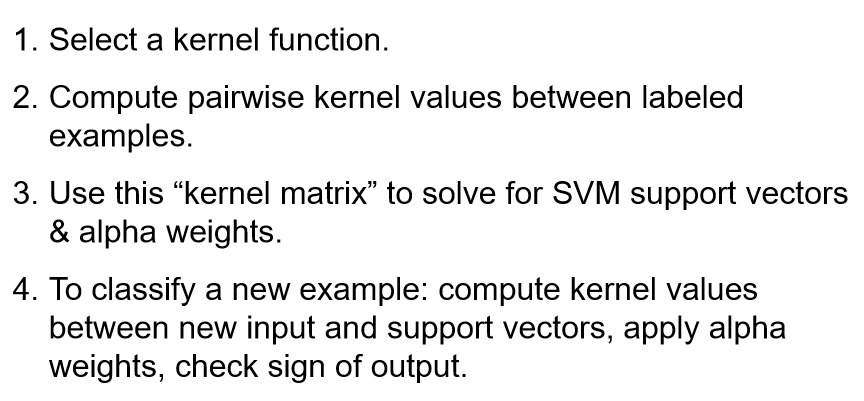 1. Select a kernel function.
2. Compute pairwise kernel values between labeled
examples.
3. Use this “kernel matrix” to solve for SVM support vectors
& alpha weights.
4. To classify a new example: compute kernel values
between new input and support vectors, apply alpha
weights, check sign of output.